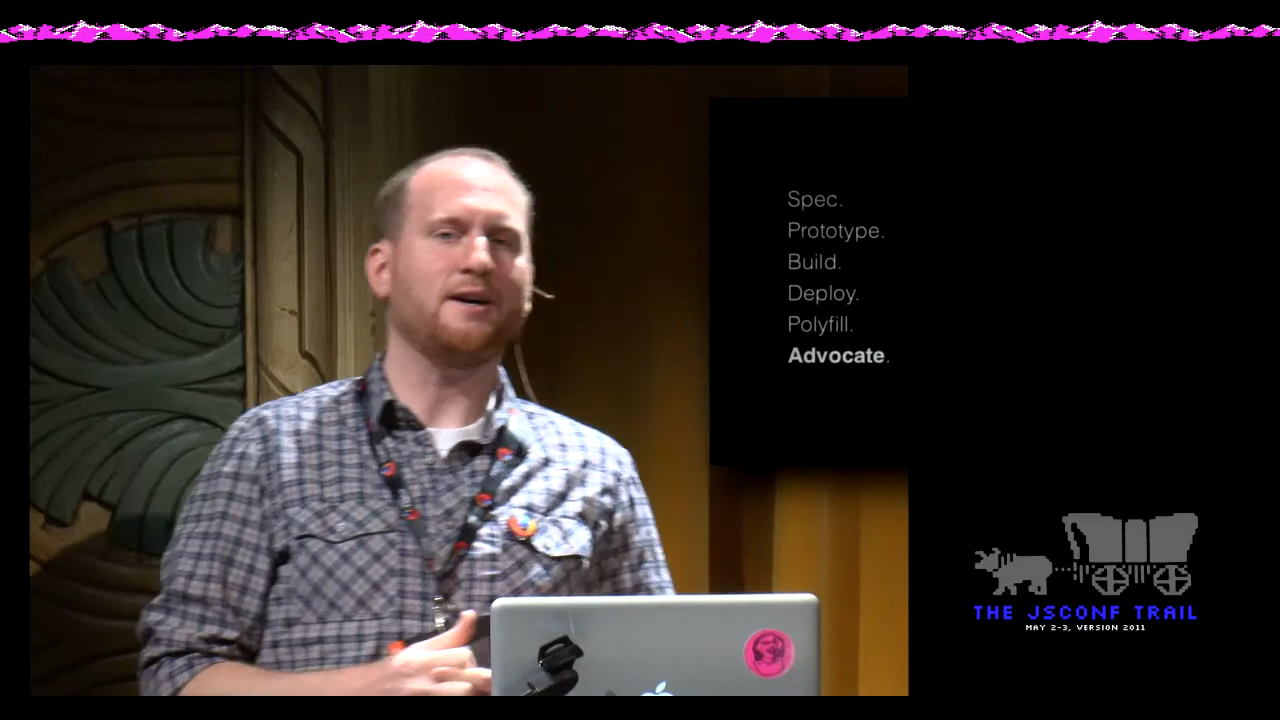 Spec.
Prototype.
Build.
Deploy.
Polyfill.
Advocate.
THE JSCONF TRAIL
MAY 2-3, VERSION 2011